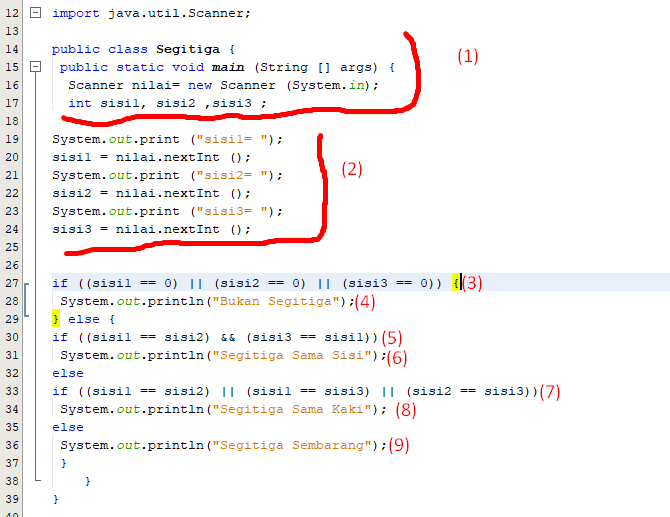 12 import java.util.Scanner;
13
14 public class Segitiga {
15 public static void main (String [] args) { (1)
16 Scanner nilai= new Scanner (System.in);
17 int sisi1, sisi2 ,sisi3 ;
18
19 System.out.print ("sisi1= ");
20 sisi1 = nilai.nextInt ();
21 System.out.print ("sisi2= "); (2)
22 sisi2 = nilai.nextInt ();
23 System.out.print ("sisi3= ");
24 sisi3 = nilai.nextInt ();
25
26
27 if ((sisi1 == 0) || (sisi2 == 0) || (sisi3 == 0)) { (3)
28 System.out.println("Bukan Segitiga"); (4)
29 } else {
30 if ((sisi1 == sisi2) && (sisi3 == sisi1)) (5)
31 System.out.println("Segitiga Sama Sisi"); (6)
32 else
33 if ((sisi1 == sisi2) || (sisi1 == sisi3) || (sisi2 == sisi3)) (7)
34 System.out.println("Segitiga Sama Kaki"); (8)
35 else
36 System.out.println("Segitiga Sembarang"); (9)
37 }
38 }
39 }